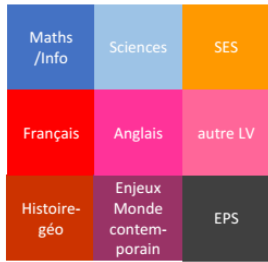 Maths
/Info
Sciences
SES
Français
Anglais
autre LV
Histoire-
géo
Enjeux
Monde
contem-
porain
EPS